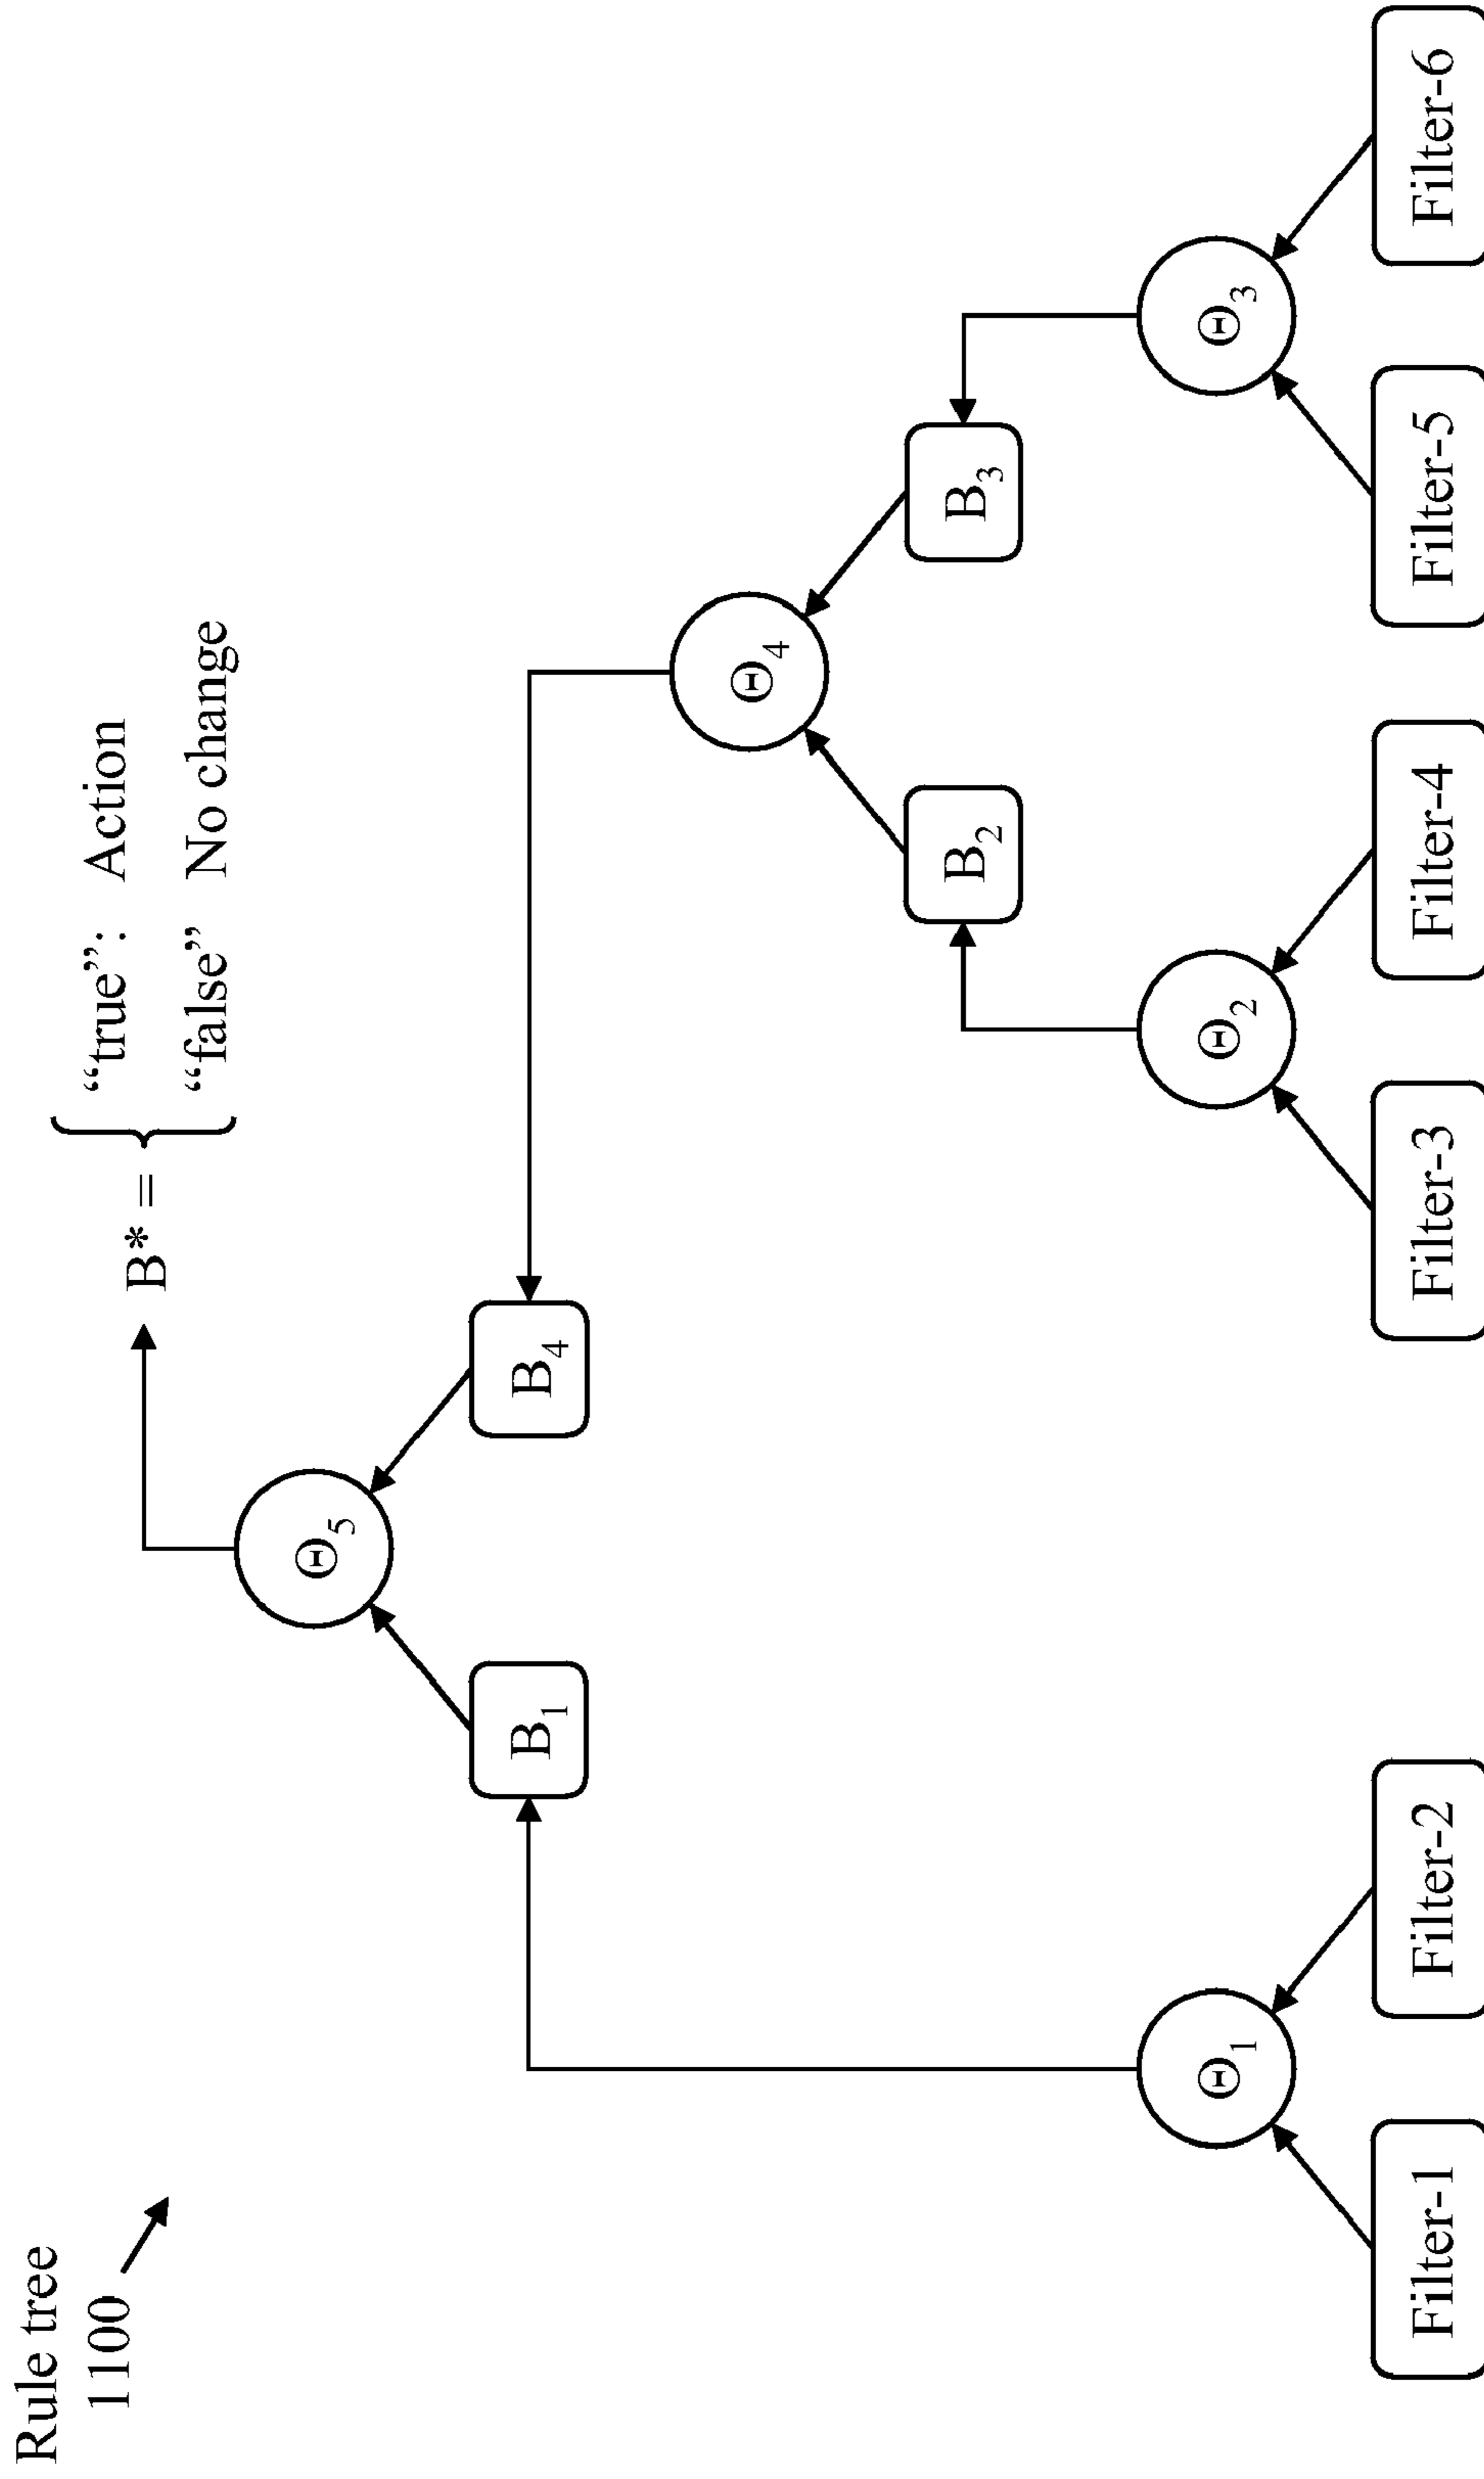 Rule tree
1100
B* =
“true”: Action
“false” No change
Θ5
B1
B4
Θ4
B2
B3
Θ1
Θ2
Θ3
Filter-1
Filter-2
Filter-3
Filter-4
Filter-5
Filter-6